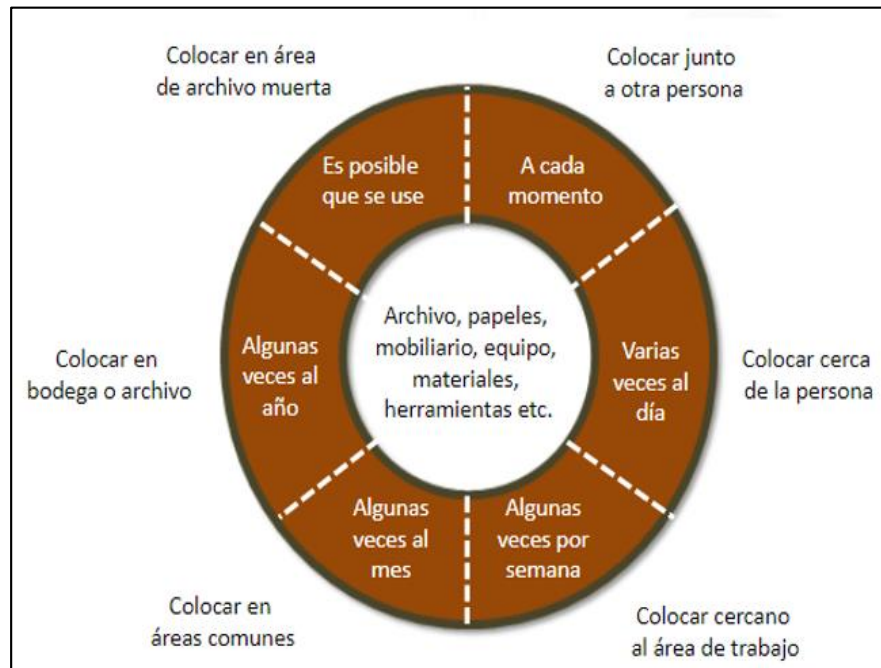 Colocar en área
de archivo muerta
Colocar junto
a otra persona
Es posible
que se use
A cada
momento
Archivo, papeles,
mobiliario, equipo,
materiales,
herramientas etc.
Algunas
veces al
año
Varias
veces al
día
Colocar en
bodega o archivo
Colocar cerca
de la persona
Algunas
veces al
mes
Algunas
veces por
semana
Colocar en
áreas comunes
Colocar cercano
al área de trabajo